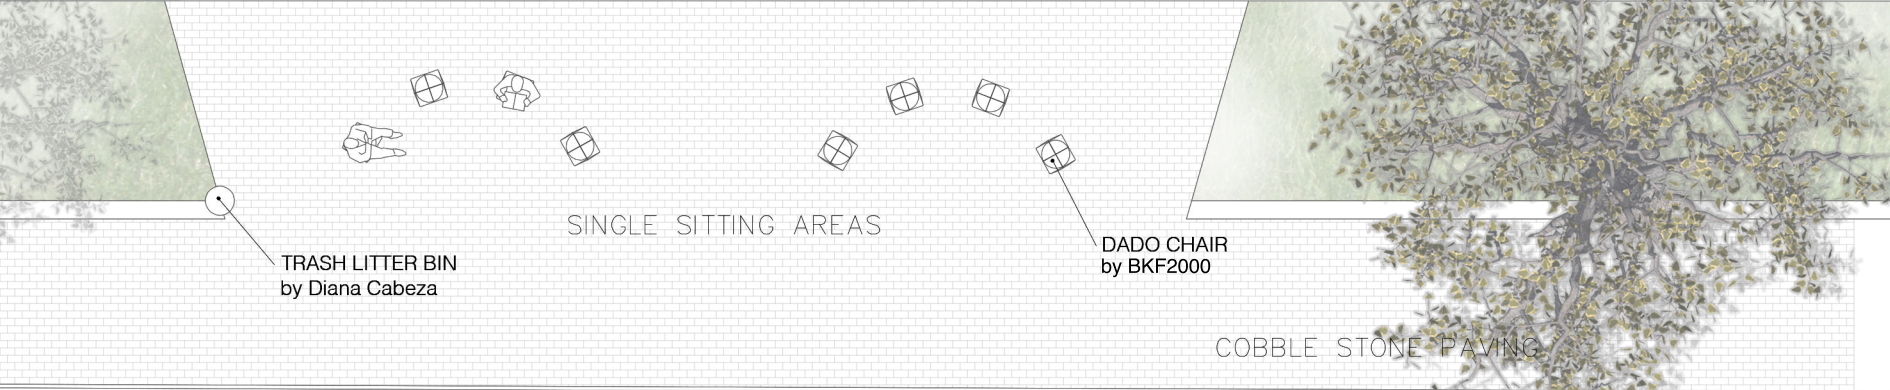 SINGLE SITTING AREAS
TRASH LITTER BIN
by Diana Cabeza
DADO CHAIR
by BKF2000
COBBLE STONE PAVING